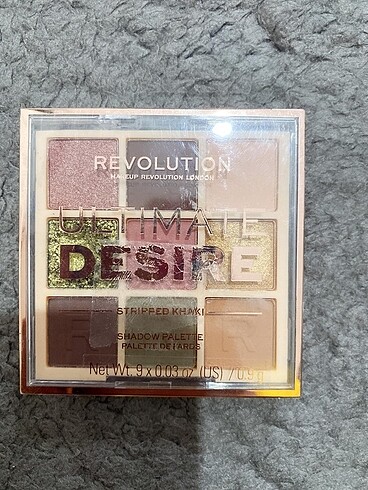 REVOLUTION
MAKEUP REVOLUTION LONDON
ULTIMATE
DESIRE
STRIPPED KHAKI
SHADOW PALETTE
PALETTE DE FARDS
Net Wt. 9 x 0.03 oz (US) / 0.9